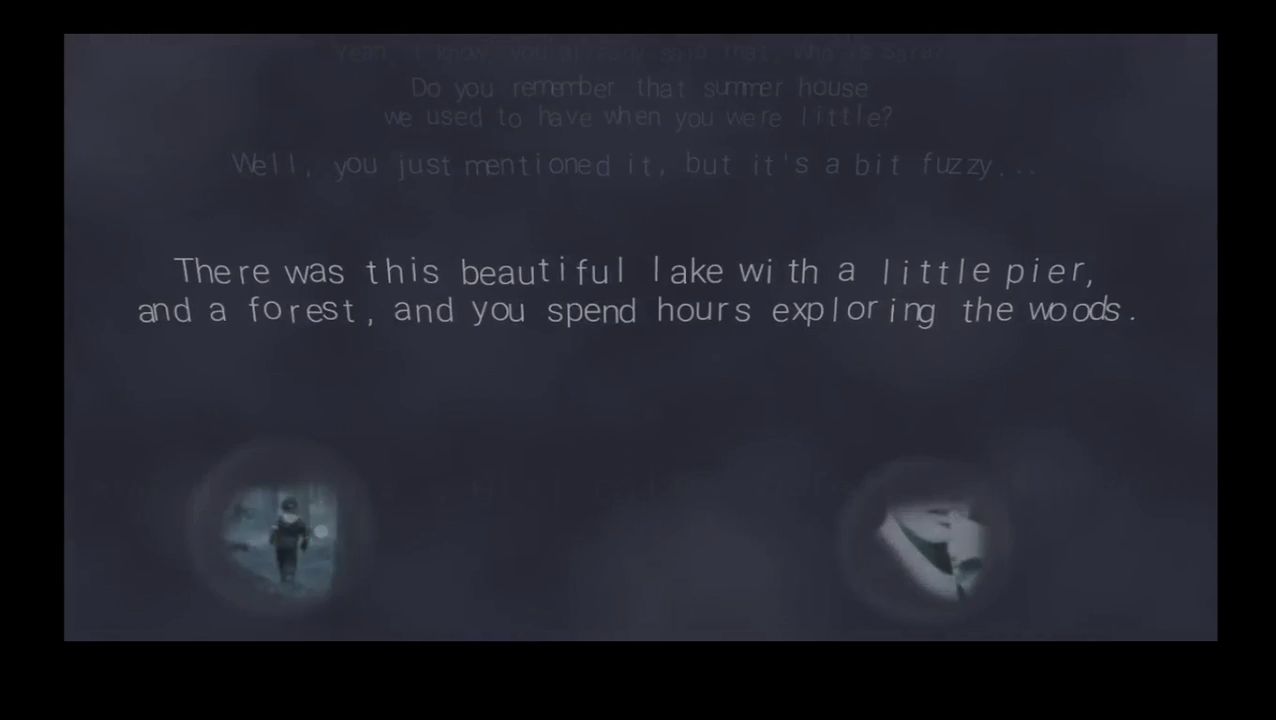 Do you remember that summer house
we used to have when you were little?
Well, you just mentioned it, but it's a bit fuzzy...
There was this beautiful lake with a little pier,
and a forest, and you spend hours exploring the woods.